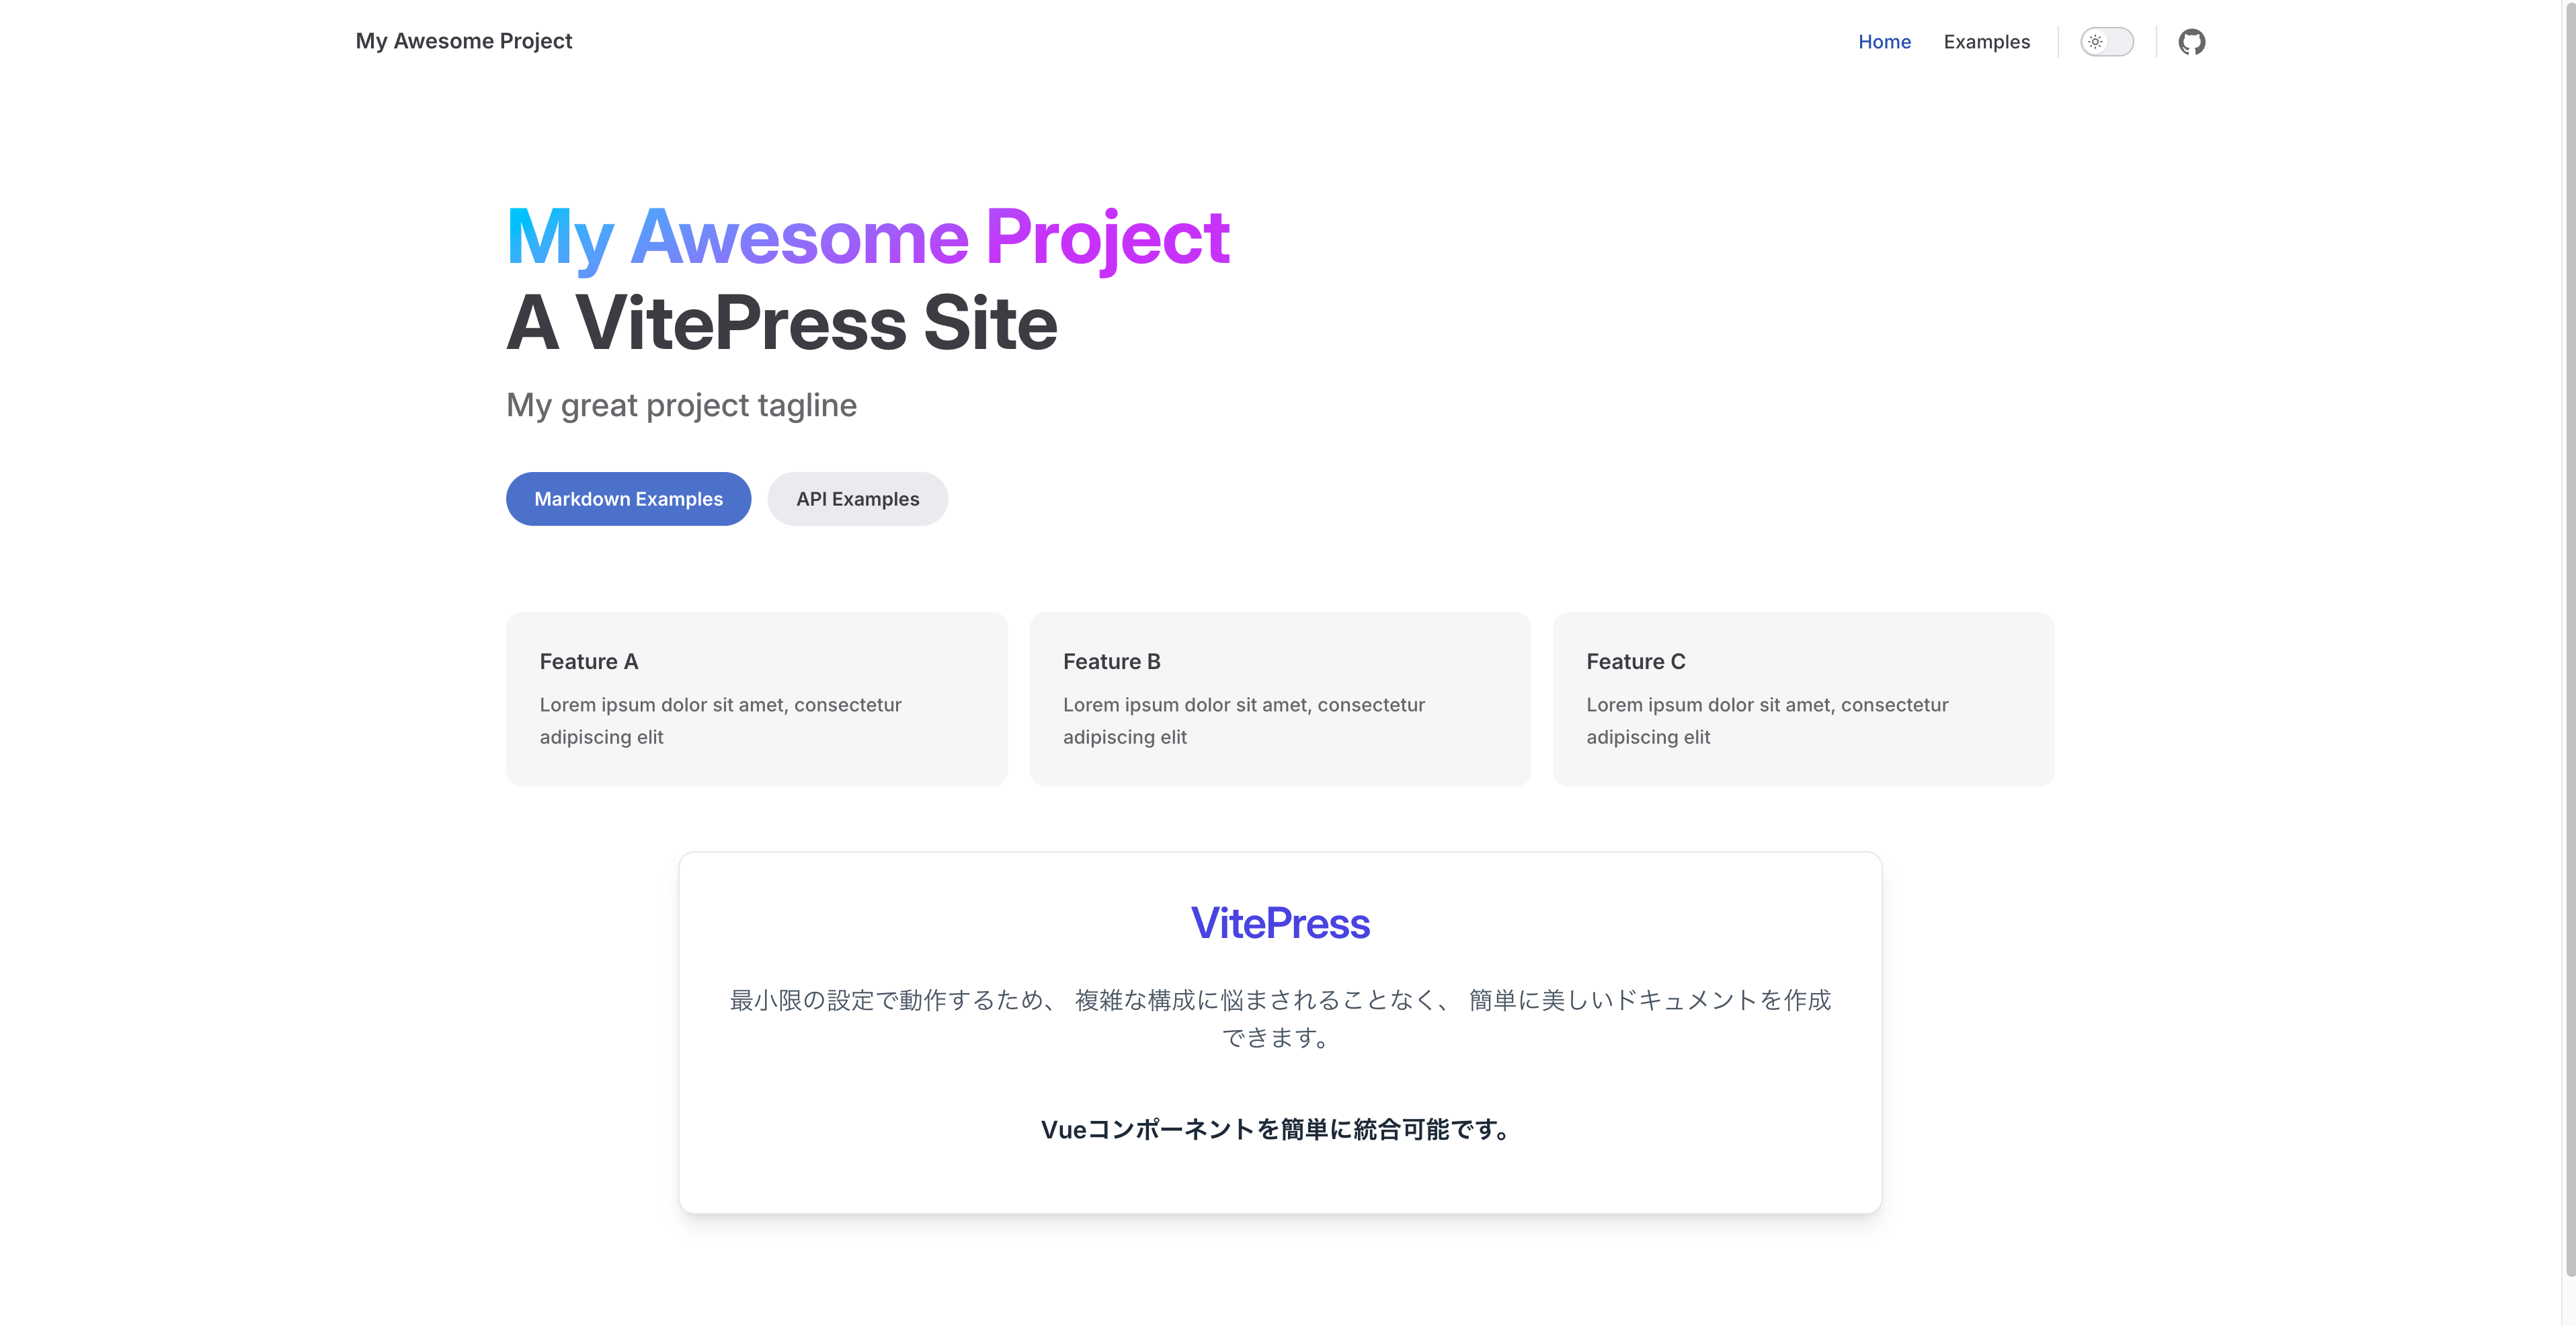 My Awesome Project
Home Examples
My Awesome Project
A VitePress Site
My great project tagline
Markdown Examples API Examples
Feature A
Lorem ipsum dolor sit amet, consectetur
adipiscing elit
Feature B
Lorem ipsum dolor sit amet, consectetur
adipiscing elit
Feature C
Lorem ipsum dolor sit amet, consectetur
adipiscing elit
VitePress
最小限の設定で動作するため、 複雑な構成に悩まされることなく、 簡単に美しいドキュメントを作成
できます。
Vueコンポーネントを簡単に統合可能です。